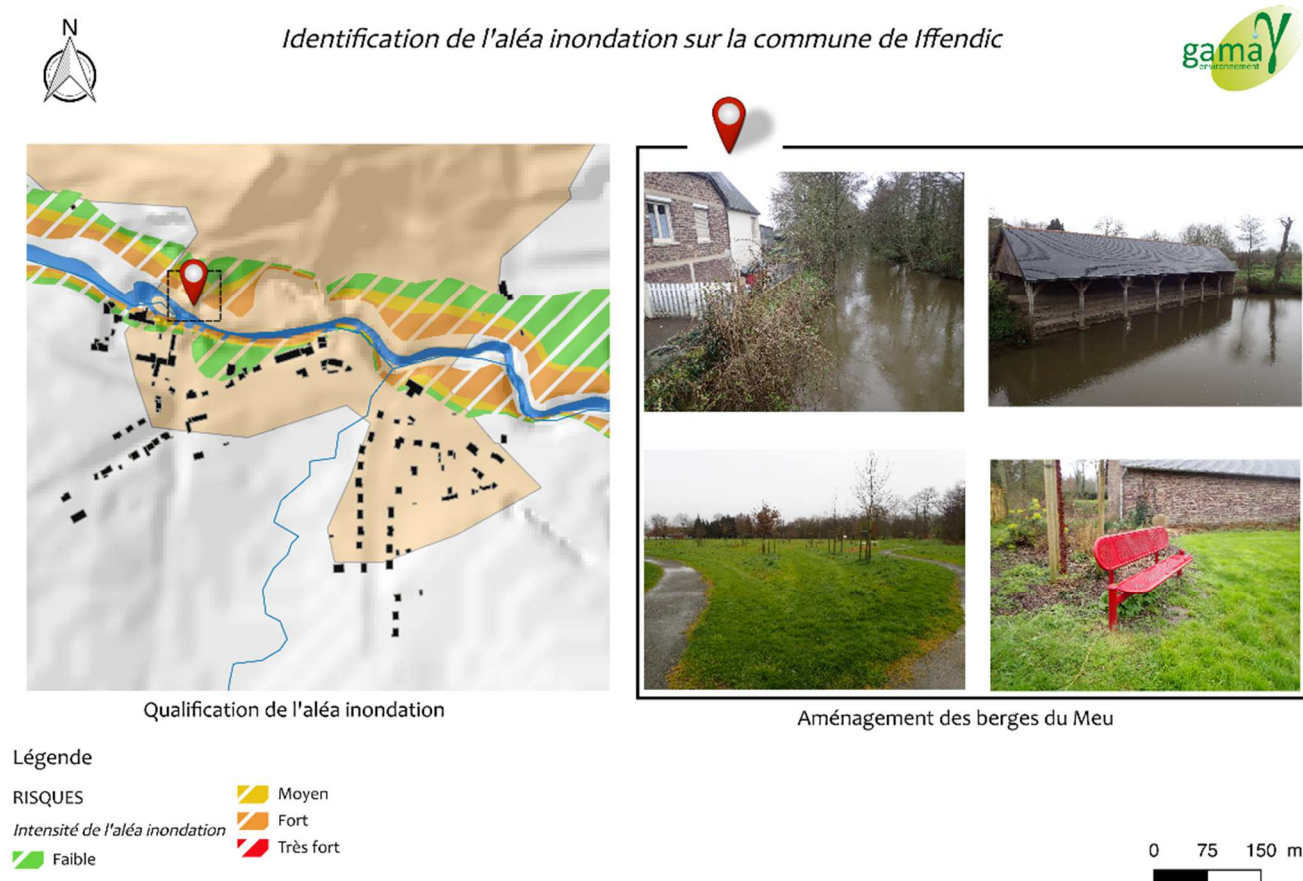 N
Identification de l'aléa inondation sur la commune de Iffendic
gama
environnement
Qualification de l'aléa inondation
Aménagement des berges du Meu
Légende
RISQUES
Intensité de l'aléa inondation
Faible
Moyen
Fort
Très fort
0 75 150 m